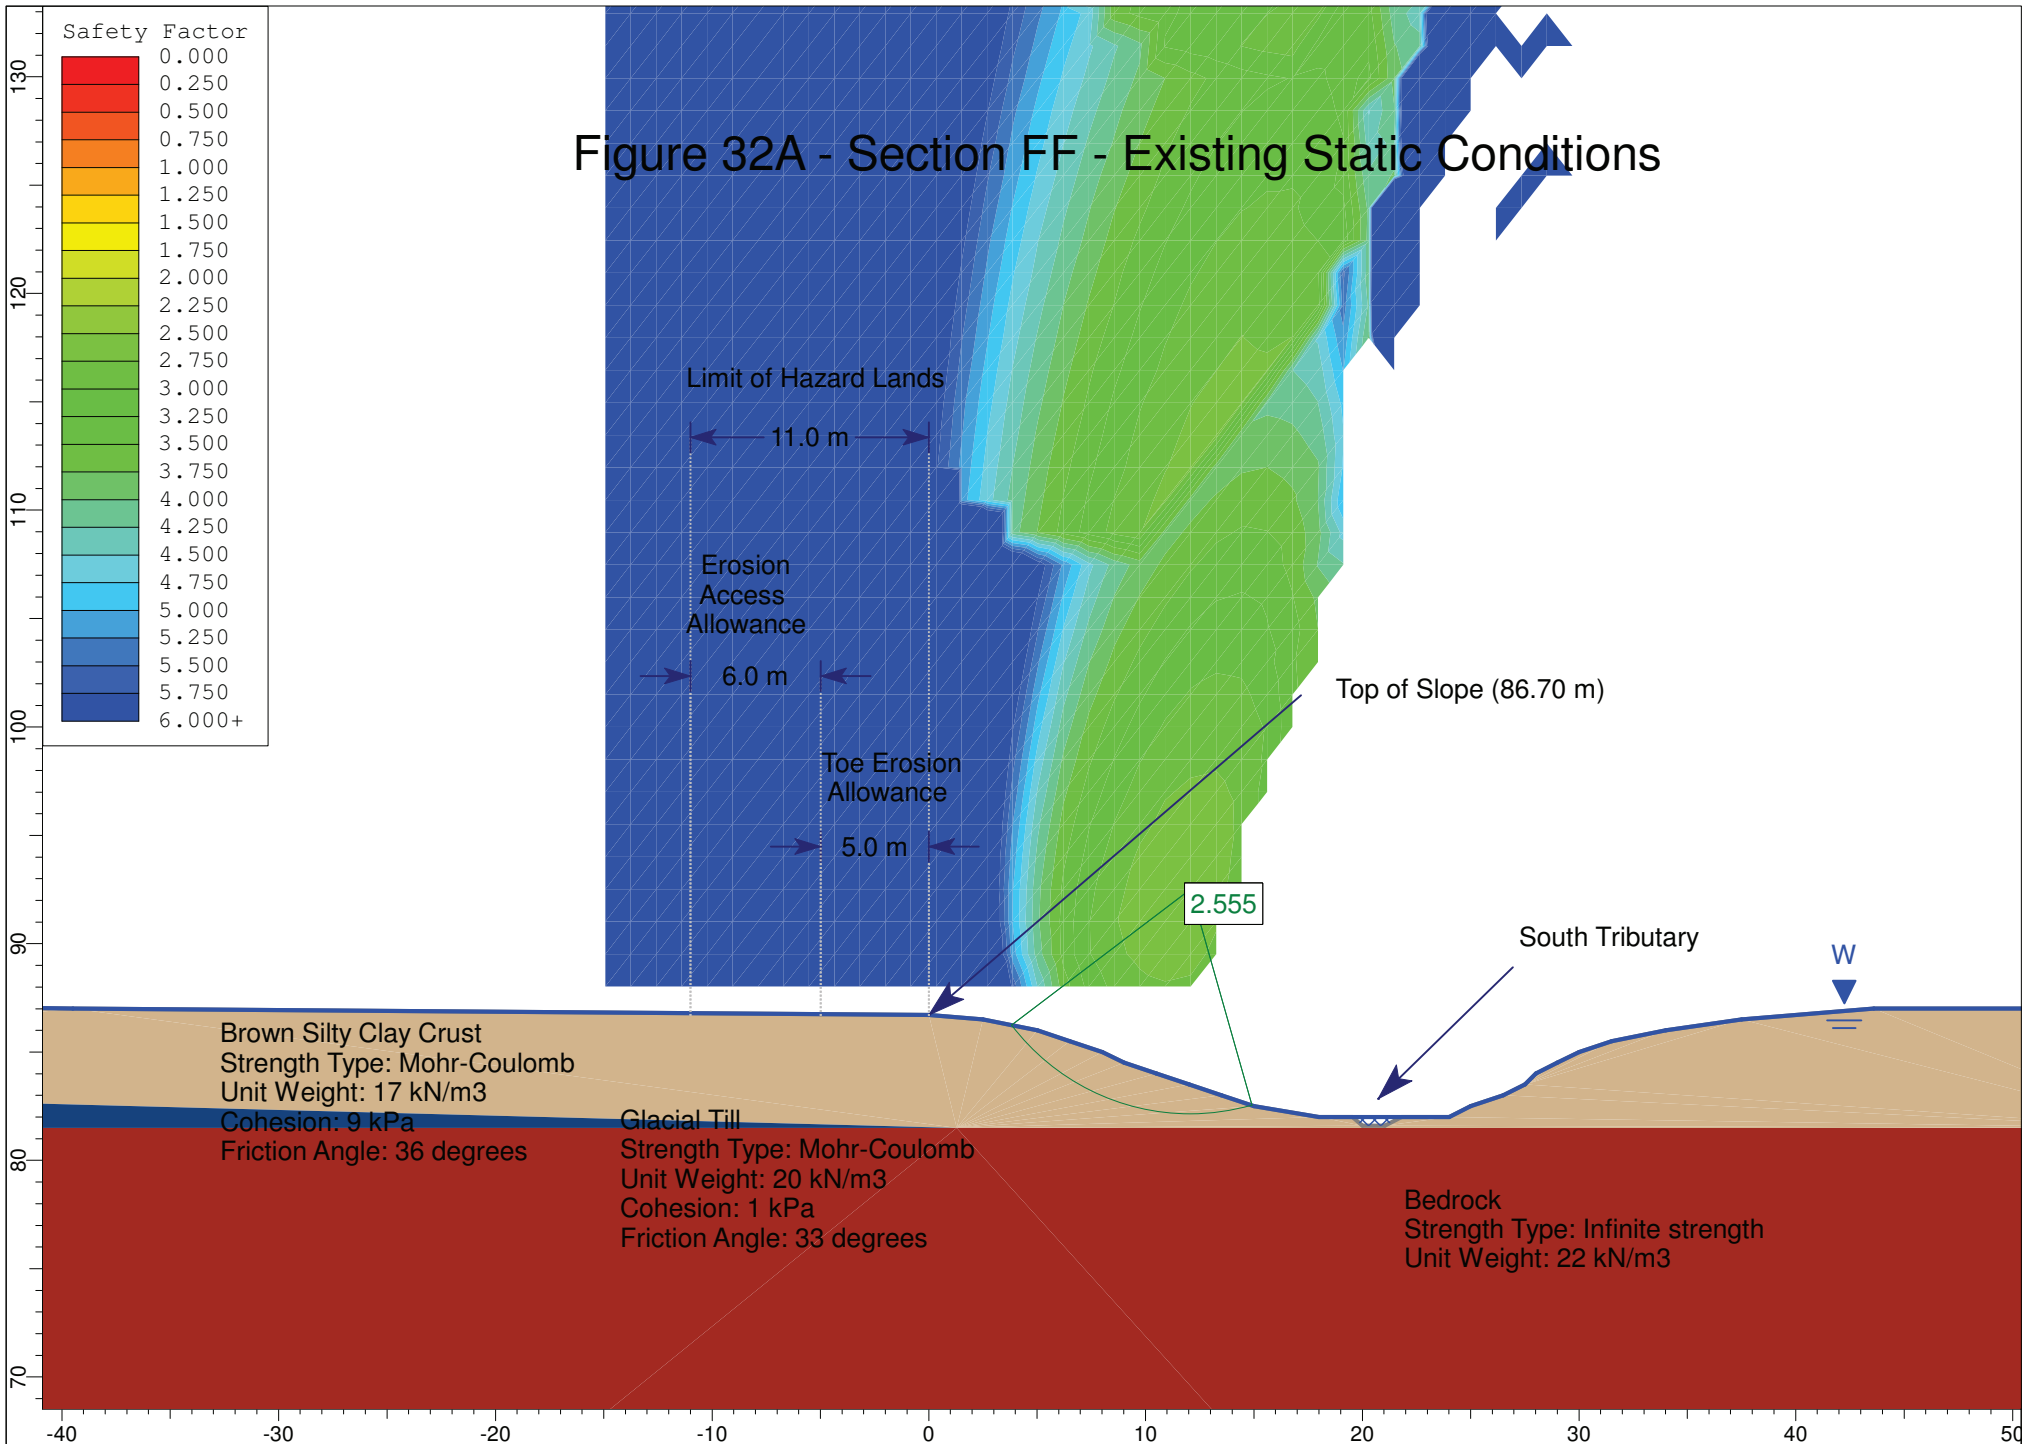 Safety Factor
0.000
0.250
0.500
0.750
1.000
1.250
1.500
1.750
2.000
2.250
2.500
2.750
3.000
3.250
3.500
3.750
4.000
4.250
4.500
4.750
5.000
5.250
5.500
5.750
6.000+
Figure 32A - Section FF - Existing Static Conditions
Limit of Hazard Lands
11.0 m
Erosion
Access
Allowance
6.0 m
Toe Erosion
Allowance
5.0 m
Top of Slope (86.70 m)
2.555
South Tributary
W
Brown Silty Clay Crust
Strength Type: Mohr-Coulomb
Unit Weight: 17 kN/m3
Cohesion: 9 kPa
Friction Angle: 36 degrees
Glacial Till
Strength Type: Mohr-Coulomb
Unit Weight: 20 kN/m3
Cohesion: 1 kPa
Friction Angle: 33 degrees
Bedrock
Strength Type: Infinite strength
Unit Weight: 22 kN/m3
130
120
110
100
90
80
70
-40
-30
-20
-10
0
10
20
30
40
50